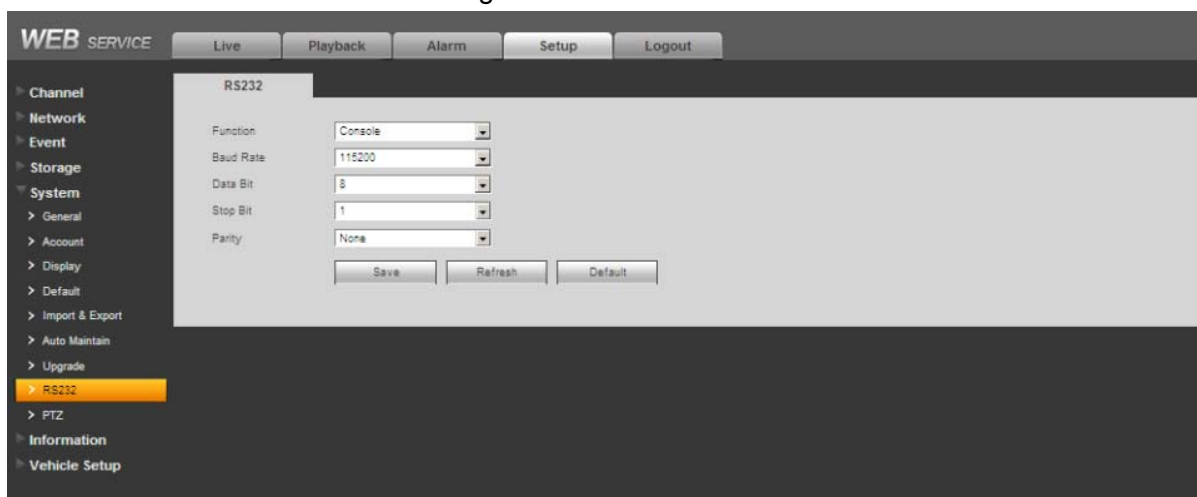 WEB SERVICE
Live
Playback
Alarm
Setup
Logout
Channel
Network
Event
Storage
System
> General
> Account
> Display
> Default
> Import & Export
> Auto Maintain
> Upgrade
> RS232
> PTZ
Information
Vehicle Setup
RS232
Function Console
Baud Rate 115200
Data Bit 8
Stop Bit 1
Parity None
Save Refresh Default